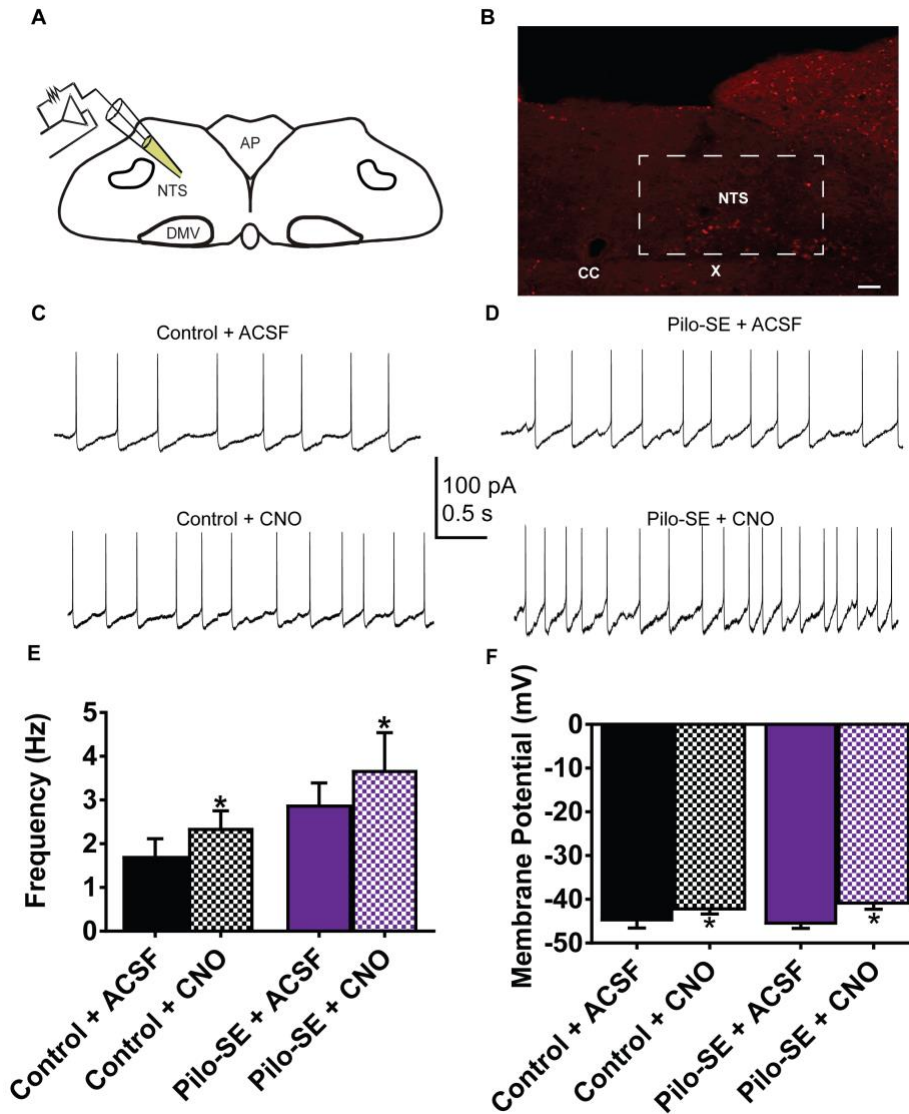 A
AP
NTS
DMV
B
NTS
CC
X
C
Control + ACSF
D
Pilo-SE + ACSF
100 pA
0.5 s
Control + CNO
Pilo-SE + CNO
E
Frequency (Hz)
5
4
3
2
1
0
*
*
Control + ACSF
Control + CNO
Pilo-SE + ACSF
Pilo-SE + CNO
F
Membrane Potential (mV)
0
-10
-20
-30
-40
-50
*
*
Control + ACSF
Control + CNO
Pilo-SE + ACSF
Pilo-SE + CNO